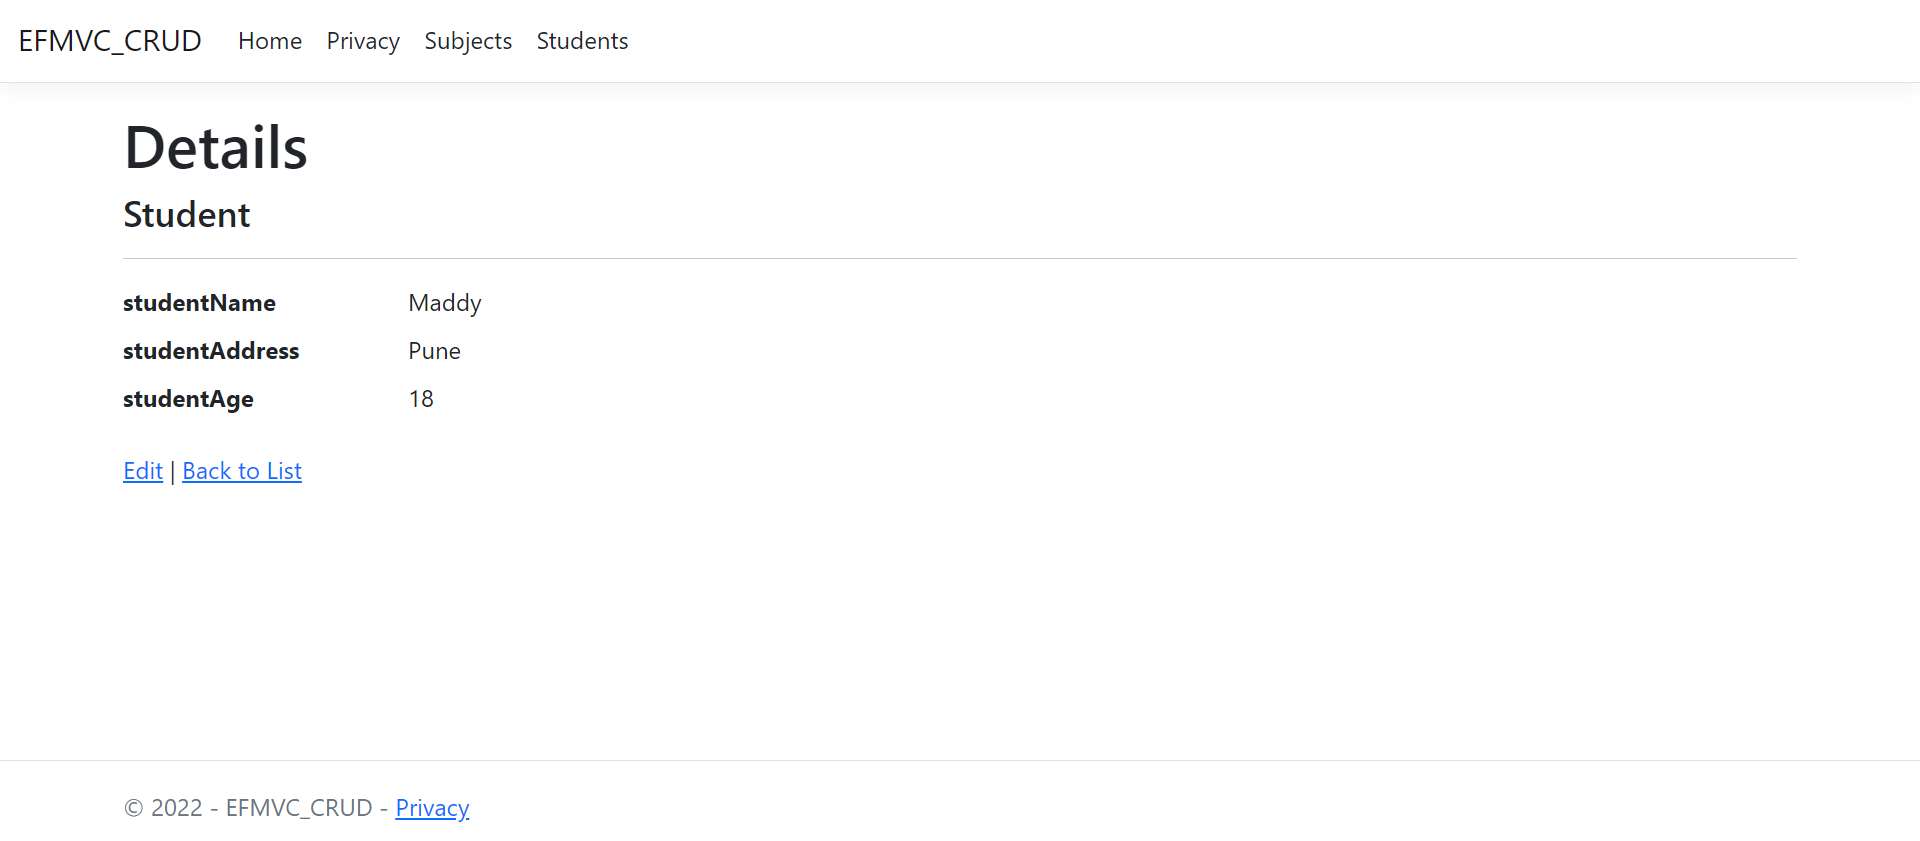 EFMVC_CRUD Home Privacy Subjects Students
Details
Student
studentName Maddy
studentAddress Pune
studentAge 18
Edit | Back to List
© 2022 - EFMVC_CRUD - Privacy